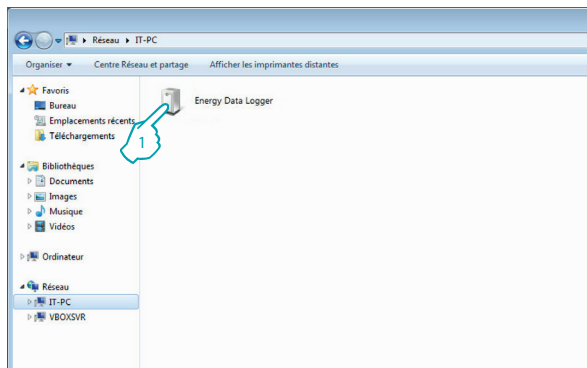 Réseau IT-PC
Organiser Centre Réseau et partage Afficher les imprimantes distantes
Favoris
Bureau
Emplacements récents
Téléchargements
Bibliothèques
Documents
Images
Musique
Vidéos
Ordinateur
Réseau
IT-PC
VBOXSVR
Energy Data Logger
1